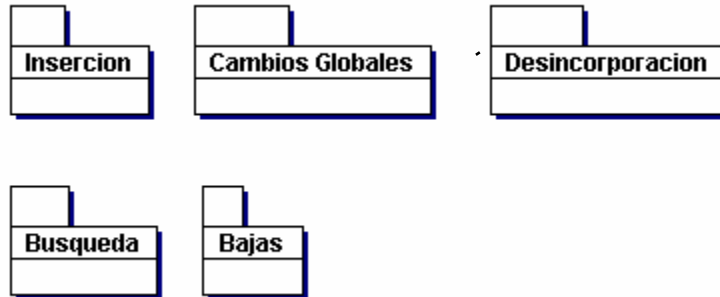 Insercion
Cambios Globales
Desincorporacion
Busqueda
Bajas